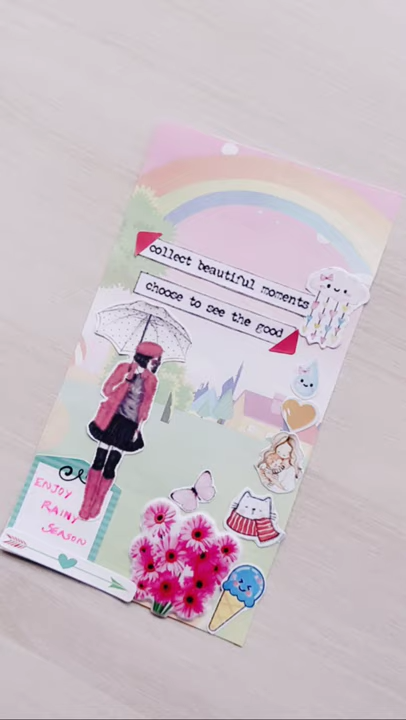 collect beautiful moments
choose to see the good
ENJOY
RAINY
SEASON